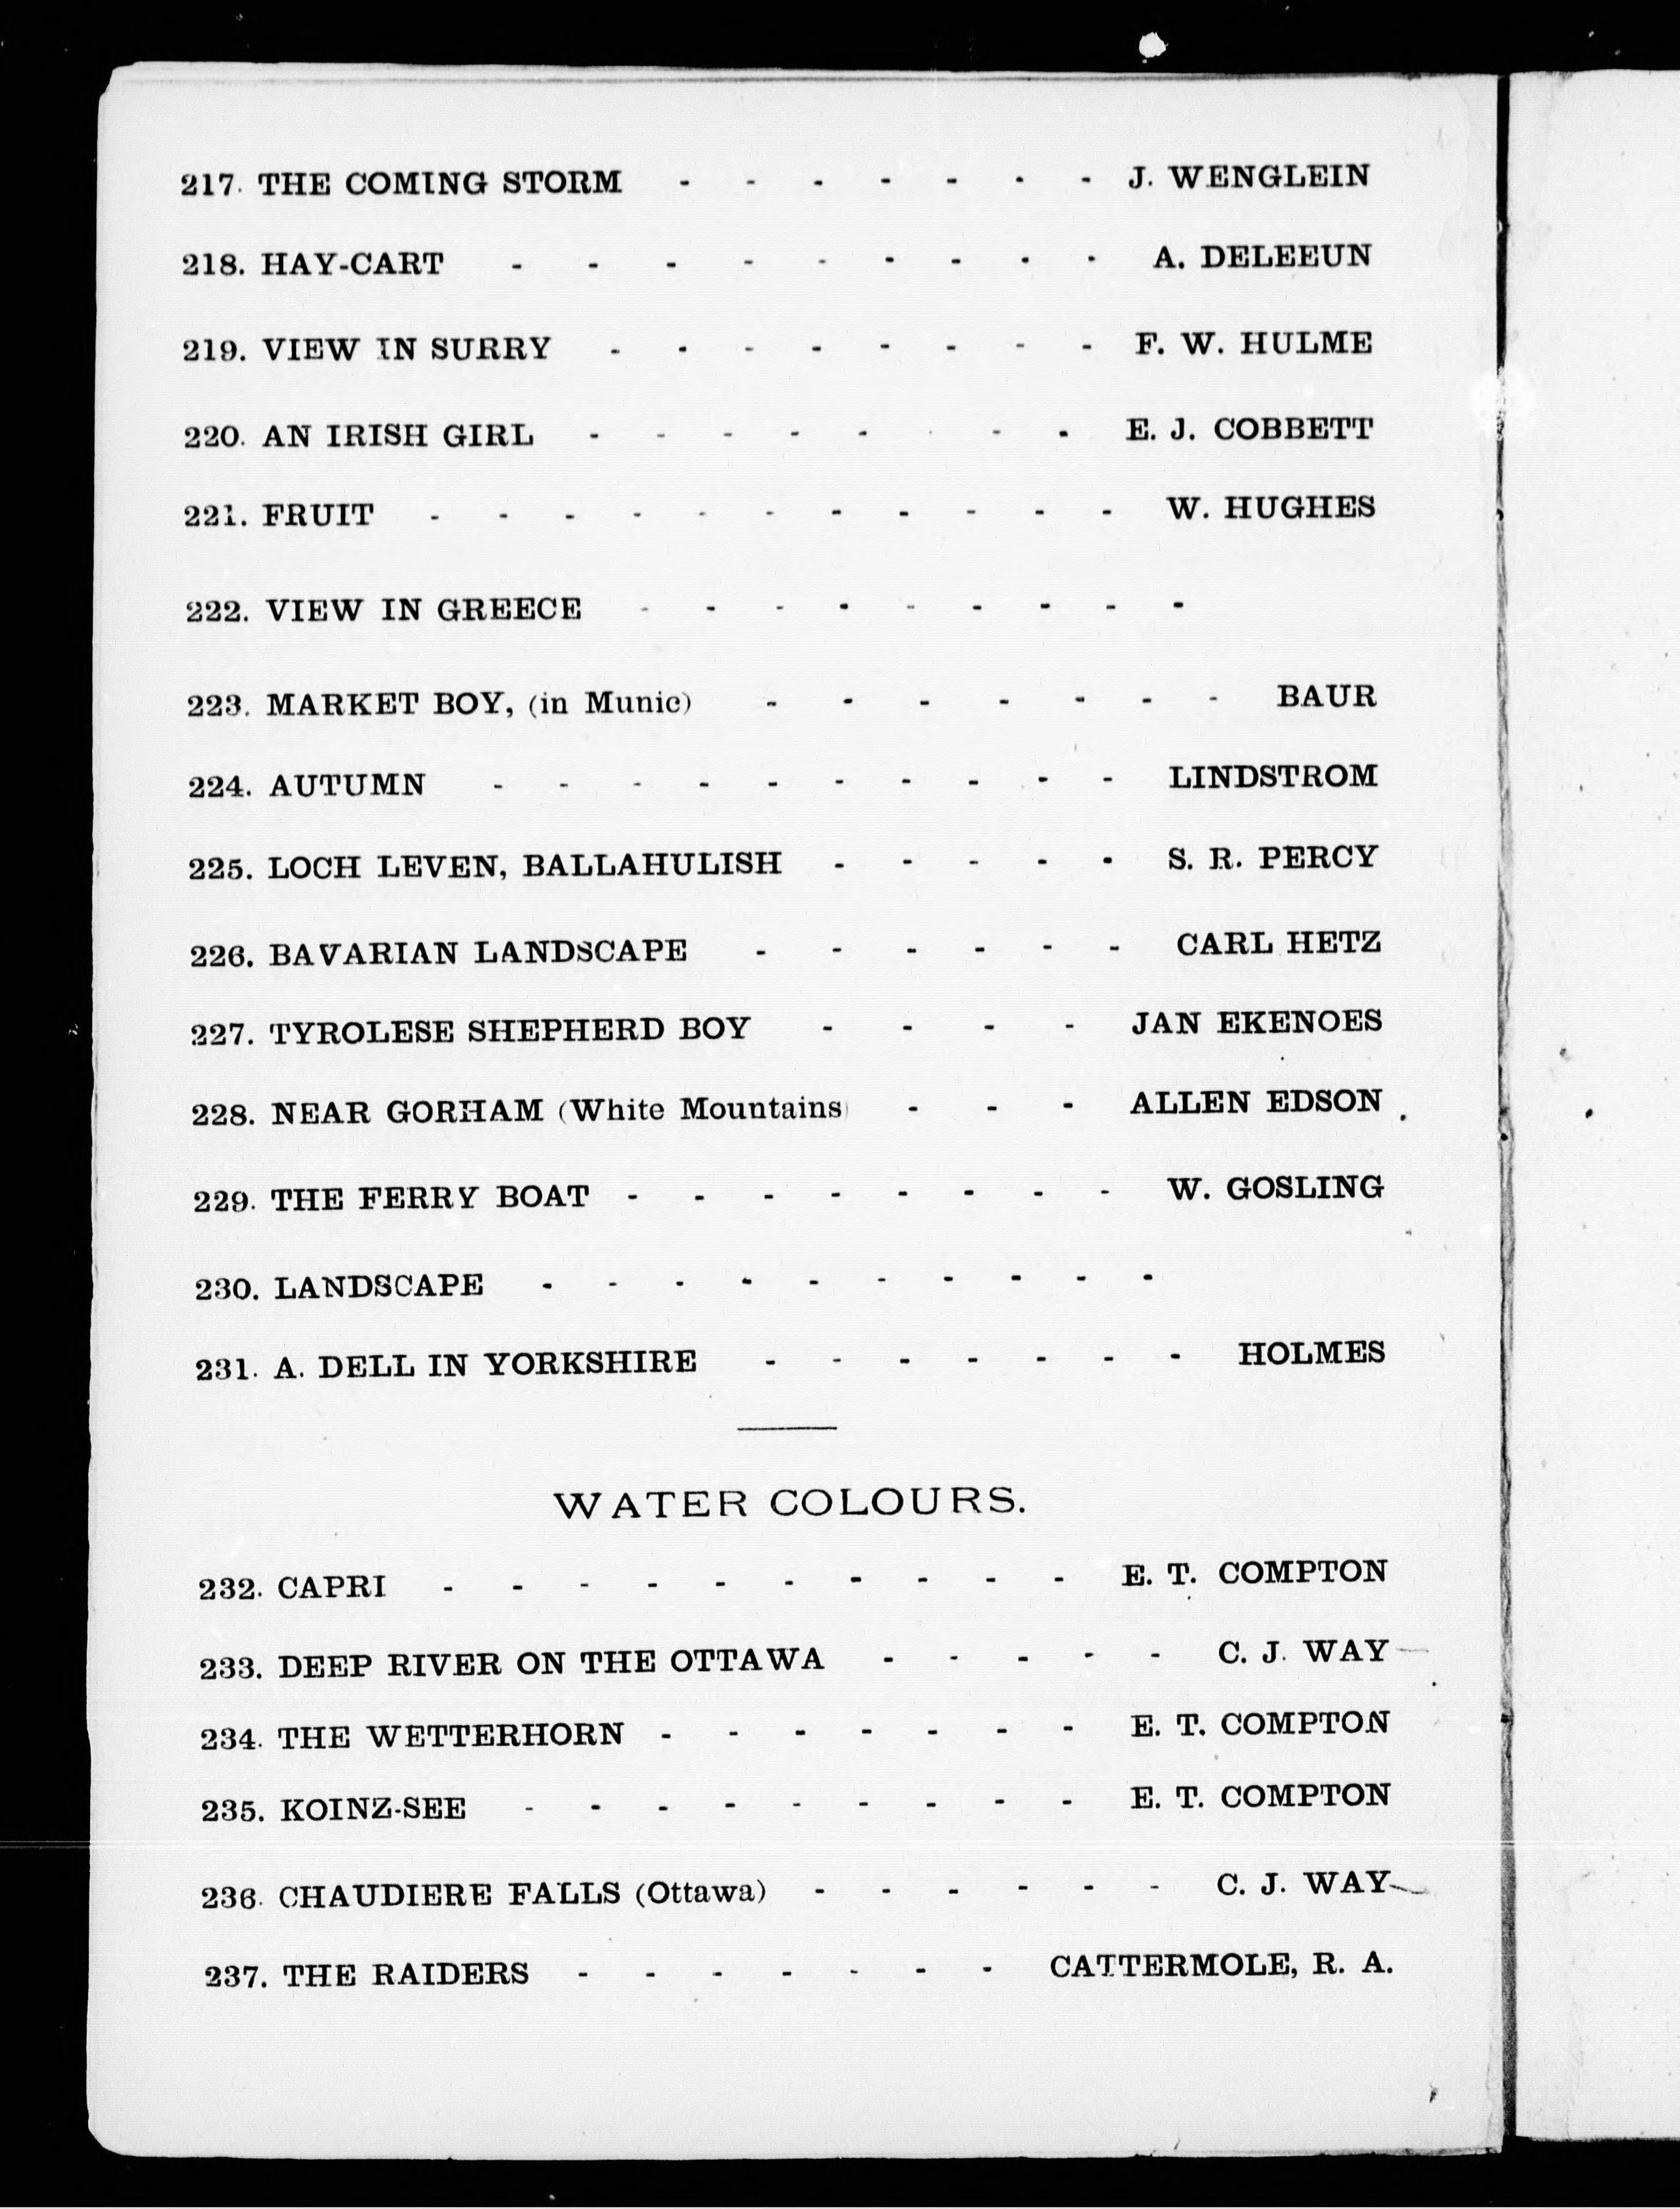 217. THE COMING STORM - - - - - - - J. WENGLEIN
218. HAY-CART - - - - - - - - - A. DELEEUN
219. VIEW IN SURRY - - - - - - - - F. W. HULME
220. AN IRISH GIRL - - - - - - - - E. J. COBBETT
221. FRUIT - - - - - - - - - - - W. HUGHES
222. VIEW IN GREECE - - - - - - - - -
223. MARKET BOY, (in Munic) - - - - - - - BAUR
224. AUTUMN - - - - - - - - - - LINDSTROM
225. LOCH LEVEN, BALLAHULISH - - - - - S. R. PERCY
226. BAVARIAN LANDSCAPE - - - - - - CARL HETZ
227. TYROLESE SHEPHERD BOY - - - - JAN EKENOES
228. NEAR GORHAM (White Mountains) - - - ALLEN EDSON
229. THE FERRY BOAT - - - - - - - - W. GOSLING
230. LANDSCAPE - - - - - - - - - -
231. A. DELL IN YORKSHIRE - - - - - - - HOLMES
WATER COLOURS.
232. CAPRI - - - - - - - - - - E. T. COMPTON
233. DEEP RIVER ON THE OTTAWA - - - - - C. J. WAY
234. THE WETTERHORN - - - - - - - E. T. COMPTON
235. KOINZ-SEE - - - - - - - - - E. T. COMPTON
236. CHAUDIERE FALLS (Ottawa) - - - - - - C. J. WAY
237. THE RAIDERS - - - - - - - CATTERMOLE, R. A.